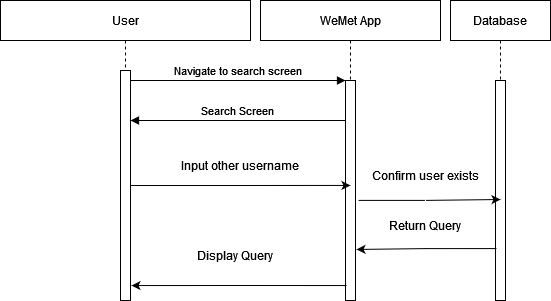 User
WeMet App
Database
Navigate to search screen
Search Screen
Input other username
Confirm user exists
Return Query
Display Query